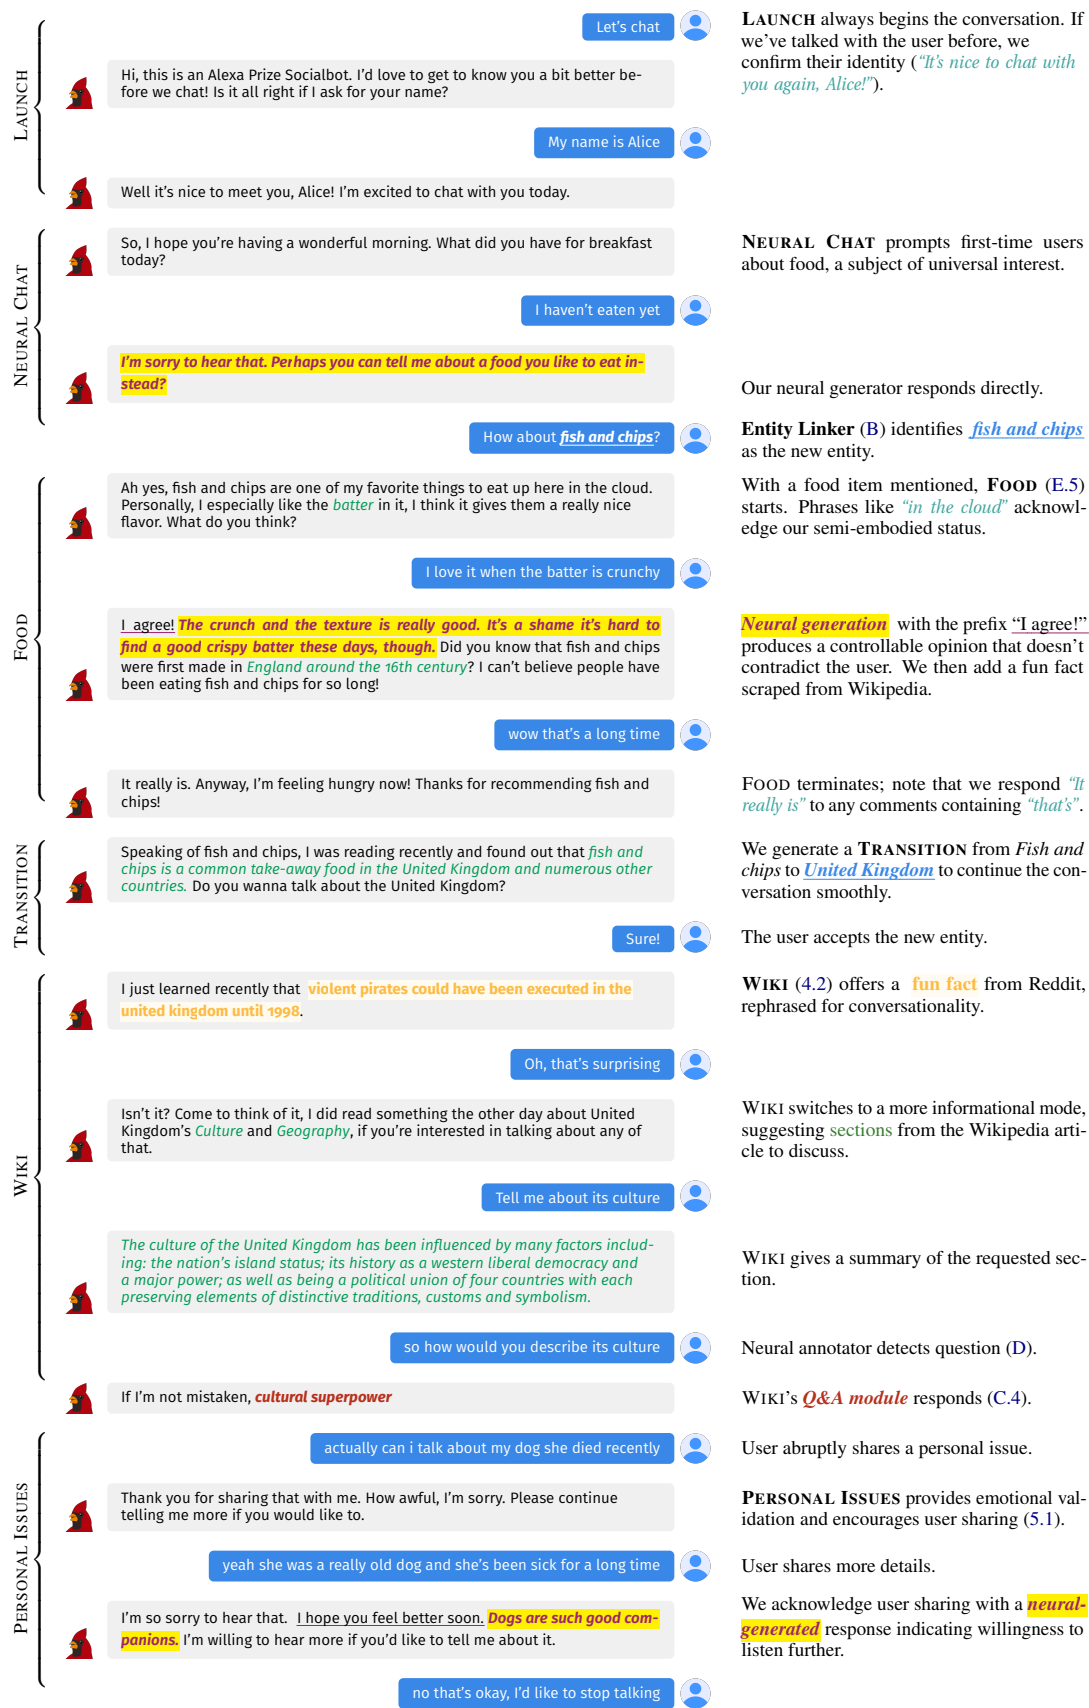 LAUNCH
Let's chat
LAUNCH always begins the conversation. If
we've talked with the user before, we
confirm their identity ("It's nice to chat with
you again, Alice!").
Hi, this is an Alexa Prize Socialbot. I'd love to get to know you a bit better be-
fore we chat! Is it all right if I ask for your name?
My name is Alice
Well it's nice to meet you, Alice! I'm excited to chat with you today.
NEURAL CHAT
So, I hope you're having a wonderful morning. What did you have for breakfast
today?
NEURAL CHAT prompts first-time users
about food, a subject of universal interest.
I haven't eaten yet
I'm sorry to hear that. Perhaps you can tell me about a food you like to eat in-
stead?
Our neural generator responds directly.
How about fish and chips?
Entity Linker (B) identifies fish and chips
as the new entity.
FOOD
Ah yes, fish and chips are one of my favorite things to eat up here in the cloud.
Personally, I especially like the batter in it, I think it gives them a really nice
flavor. What do you think?
With a food item mentioned, FOOD (E.5)
starts. Phrases like "in the cloud" acknowl-
edge our semi-embodied status.
I love it when the batter is crunchy
I agree! The crunch and the texture is really good. It's a shame it's hard to
find a good crispy batter these days, though. Did you know that fish and chips
were first made in England around the 16th century? I can't believe people have
been eating fish and chips for so long!
Neural generation with the prefix "I agree!"
produces a controllable opinion that doesn't
contradict the user. We then add a fun fact
scraped from Wikipedia.
wow that's a long time
It really is. Anyway, I'm feeling hungry now! Thanks for recommending fish and
chips!
FOOD terminates; note that we respond "It
really is" to any comments containing "that's".
TRANSITION
Speaking of fish and chips, I was reading recently and found out that fish and
chips is a common take-away food in the United Kingdom and numerous other
countries. Do you wanna talk about the United Kingdom?
We generate a TRANSITION from Fish and
chips to United Kingdom to continue the con-
versation smoothly.
Sure!
The user accepts the new entity.
WIKI
I just learned recently that violent pirates could have been executed in the
united kingdom until 1998.
WIKI (4.2) offers a fun fact from Reddit,
rephrased for conversationality.
Oh, that's surprising
Isn't it? Come to think of it, I did read something the other day about United
Kingdom's Culture and Geography, if you're interested in talking about any of
that.
WIKI switches to a more informational mode,
suggesting sections from the Wikipedia arti-
cle to discuss.
Tell me about its culture
The culture of the United Kingdom has been influenced by many factors includ-
ing: the nation's island status; its history as a western liberal democracy and
a major power; as well as being a political union of four countries with each
preserving elements of distinctive traditions, customs and symbolism.
WIKI gives a summary of the requested sec-
tion.
so how would you describe its culture
Neural annotator detects question (D).
If I'm not mistaken, cultural superpower
WIKI's Q&A module responds (C.4).
PERSONAL ISSUES
actually can i talk about my dog she died recently
User abruptly shares a personal issue.
Thank you for sharing that with me. How awful, I'm sorry. Please continue
telling me more if you would like to.
PERSONAL ISSUES provides emotional val-
idation and encourages user sharing (5.1).
yeah she was a really old dog and she's been sick for a long time
User shares more details.
I'm so sorry to hear that. I hope you feel better soon. Dogs are such good com-
panions. I'm willing to hear more if you'd like to tell me about it.
We acknowledge user sharing with a neural-
generated response indicating willingness to
listen further.
no that's okay, I'd like to stop talking